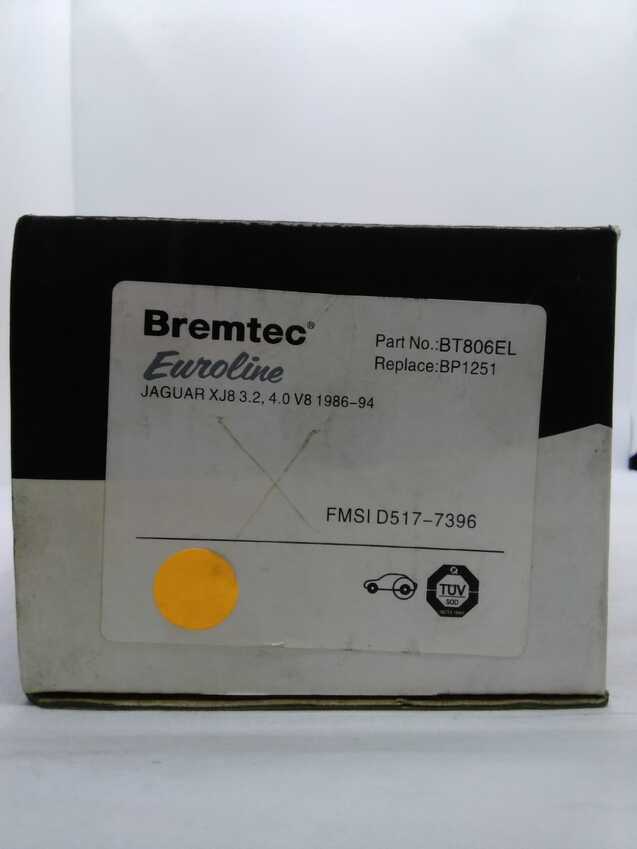 Bremtec®
Euroline
JAGUAR XJ8 3.2, 4.0 V8 1986-94
Part No.:BT806EL
Replace:BP1251
FMSI D517-7396
TÜV
SÜD